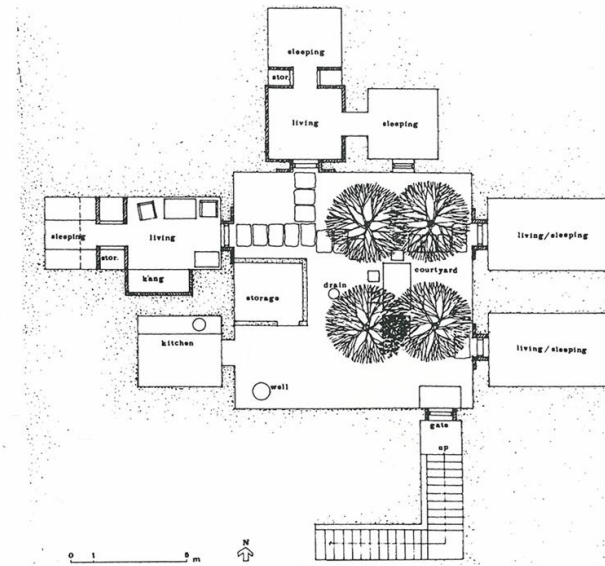 sleeping
stor.
living
sleeping
sleeping
living
stor.
kang
living/sleeping
courtyard
drain
storage
kitchen
living/sleeping
well
gate
up
N
0 1 5 m